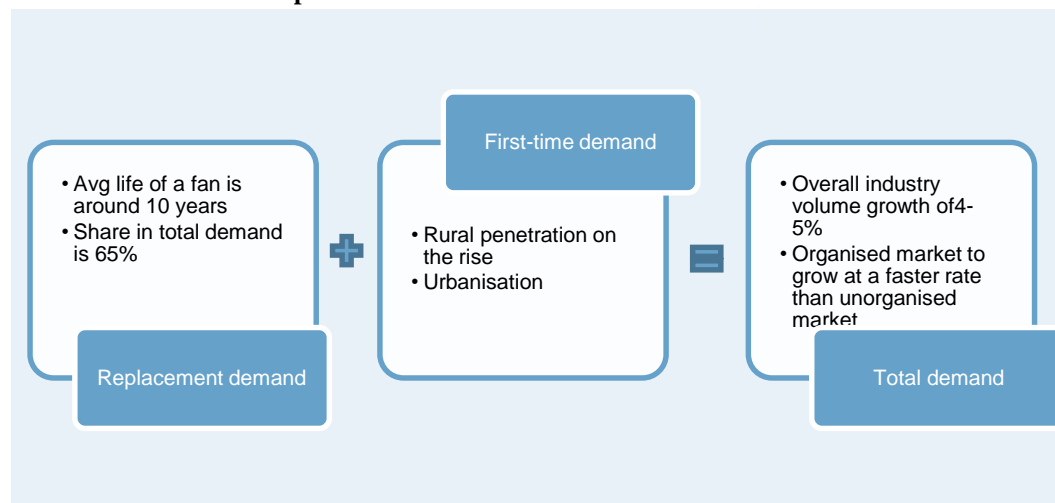 • Avg life of a fan is
around 10 years
• Share in total demand
is 65%
Replacement demand
First-time demand
• Rural penetration on
the rise
• Urbanisation
• Overall industry
volume growth of4-
5%
• Organised market to
grow at a faster rate
than unorganised
market
Total demand